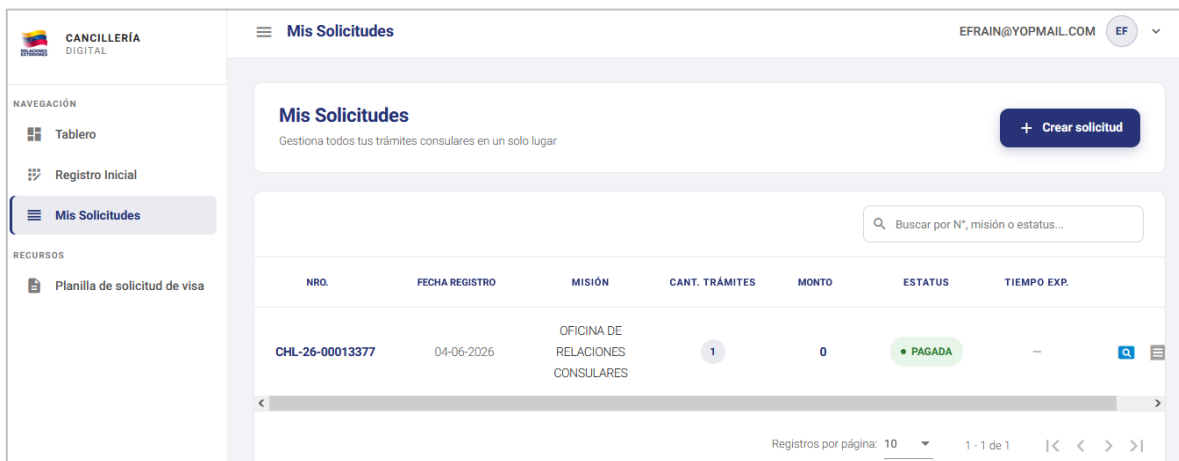 RELACIONES
EXTERIORES
CANCILLERÍA
DIGITAL
Mis Solicitudes
EFRAIN@YOPMAIL.COM
EF
NAVEGACIÓN
Tablero
Registro Inicial
Mis Solicitudes
RECURSOS
Planilla de solicitud de visa
Mis Solicitudes
Gestiona todos tus trámites consulares en un solo lugar
+ Crear solicitud
Buscar por N°, misión o estatus...
NRO. FECHA REGISTRO MISIÓN CANT. TRÁMITES MONTO ESTATUS TIEMPO EXP.
CHL-26-00013377 04-06-2026 OFICINA DE RELACIONES CONSULARES 1 0 • PAGADA –
Registros por página: 10 1 - 1 de 1